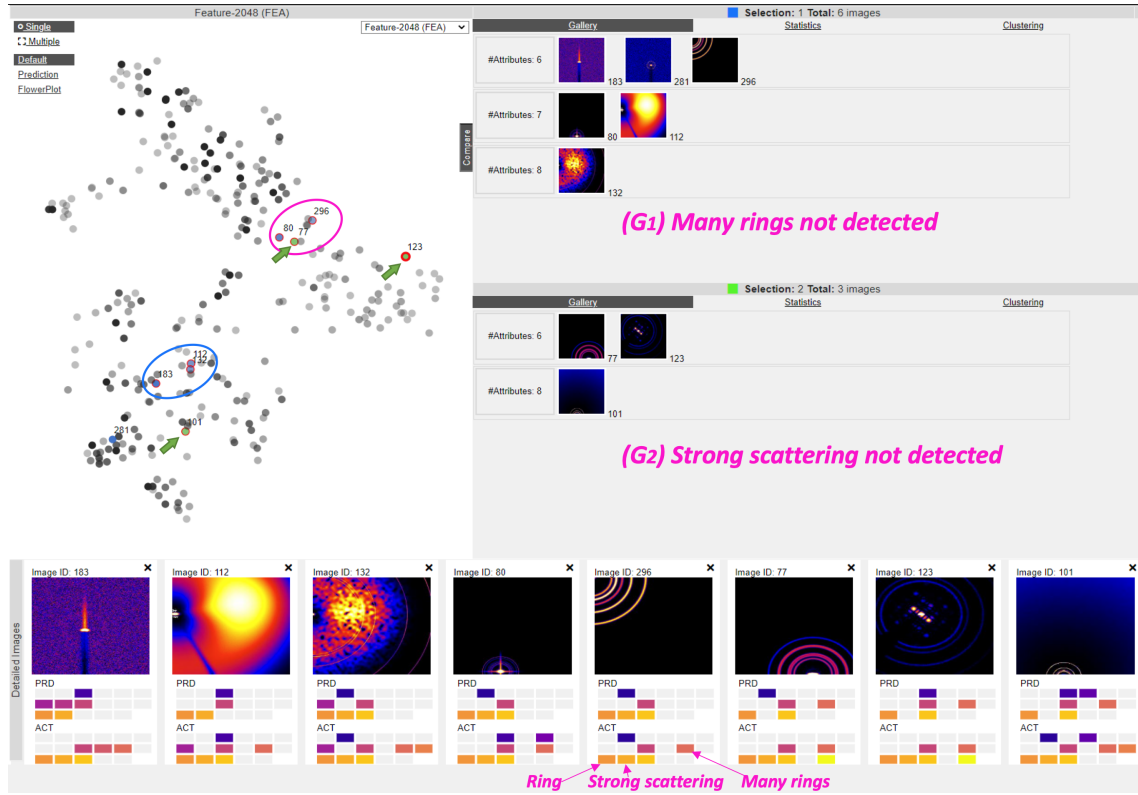 Feature-2048 (FEA)
Single
Feature-2048 (FEA)
Multiple
Default
Prediction
FlowerPlot
296
80
77
123
112
132
183
101
281
Compare
Selection: 1 Total: 6 images
Gallery Statistics Clustering
#Attributes: 6
183 281 296
#Attributes: 7
80 112
#Attributes: 8
132
(G1) Many rings not detected
Selection: 2 Total: 3 images
Gallery Statistics Clustering
#Attributes: 6
77 123
#Attributes: 8
101
(G2) Strong scattering not detected
Detailed Images
Image ID: 183 Image ID: 112 Image ID: 132 Image ID: 80 Image ID: 296 Image ID: 77 Image ID: 123 Image ID: 101
PRD PRD PRD PRD PRD PRD PRD PRD
ACT ACT ACT ACT ACT ACT ACT ACT
Ring Strong scattering Many rings